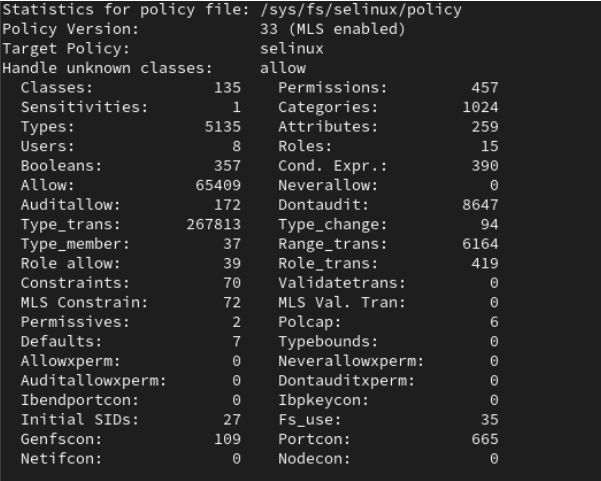 Statistics for policy file: /sys/fs/selinux/policy
Policy Version:             33 (MLS enabled)
Target Policy:              selinux
Handle unknown classes:     allow
  Classes:             135    Permissions:         457
  Sensitivities:         1    Categories:         1024
  Types:              5135    Attributes:          259
  Users:                 8    Roles:                15
  Booleans:            357    Cond. Expr.:         390
  Allow:             65409    Neverallow:            0
  Auditallow:          172    Dontaudit:          8647
  Type_trans:       267813    Type_change:          94
  Type_member:          37    Range_trans:        6164
  Role allow:           39    Role_trans:          419
  Constraints:          70    Validatetrans:         0
  MLS Constrain:        72    MLS Val. Tran:         0
  Permissives:           2    Polcap:                6
  Defaults:              7    Typebounds:            0
  Allowxperm:            0    Neverallowxperm:       0
  Auditallowxperm:       0    Dontauditxperm:        0
  Ibendportcon:          0    Ibpkeycon:             0
  Initial SIDs:         27    Fs_use:               35
  Genfscon:            109    Portcon:             665
  Netifcon:              0    Nodecon:               0